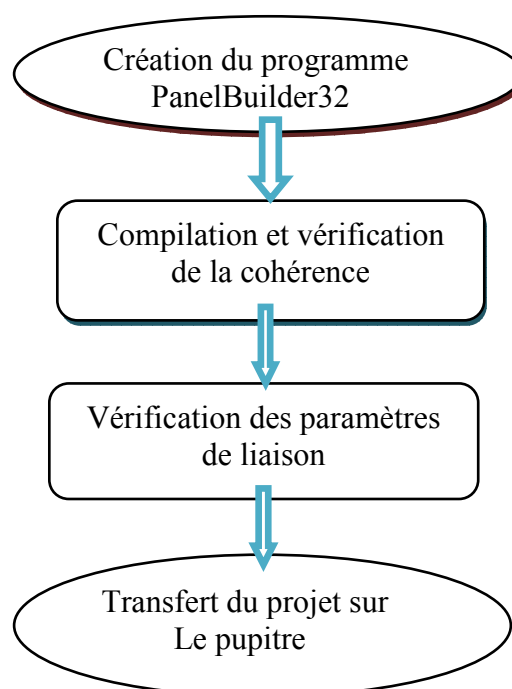 Création du programme
PanelBuilder32
Compilation et vérification
de la cohérence
Vérification des paramètres
de liaison
Transfert du projet sur
Le pupitre